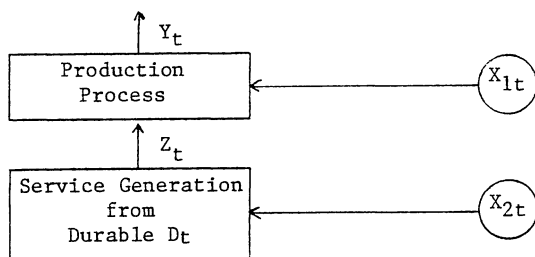 Y_t
Production
Process
X_1t
Z_t
Service Generation
from
Durable D_t
X_2t